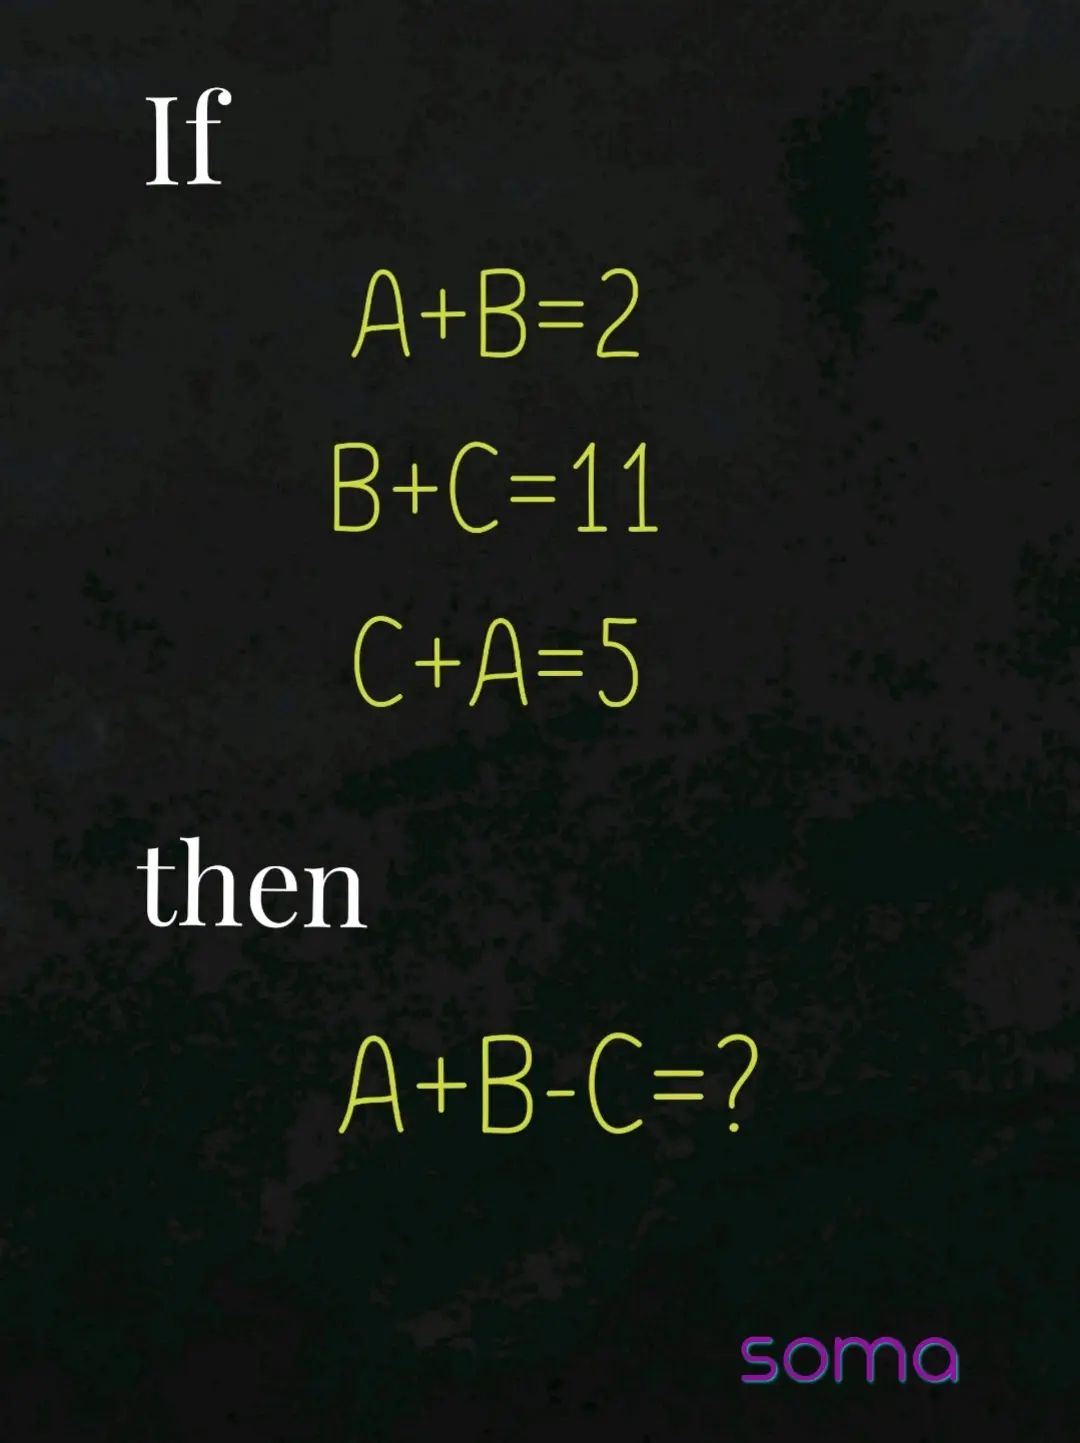 If
A+B=2
B+C=11
C+A=5
then
A+B-C=?
soma